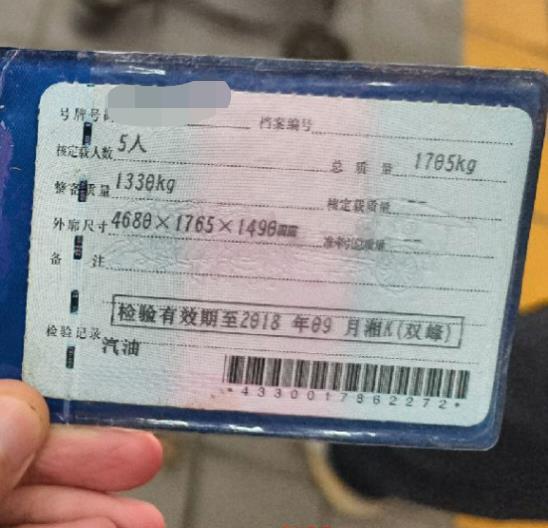 号牌号码 档案编号
核定载人数 5人 总质量 1705kg
整备质量 1330kg 核定载质量 --
外廓尺寸 4680×1765×1490mm 准牵引总质量 --
备注
检验有效期至2018 年09 月湘K(双峰)
检验记录
汽油
*4330017862272*